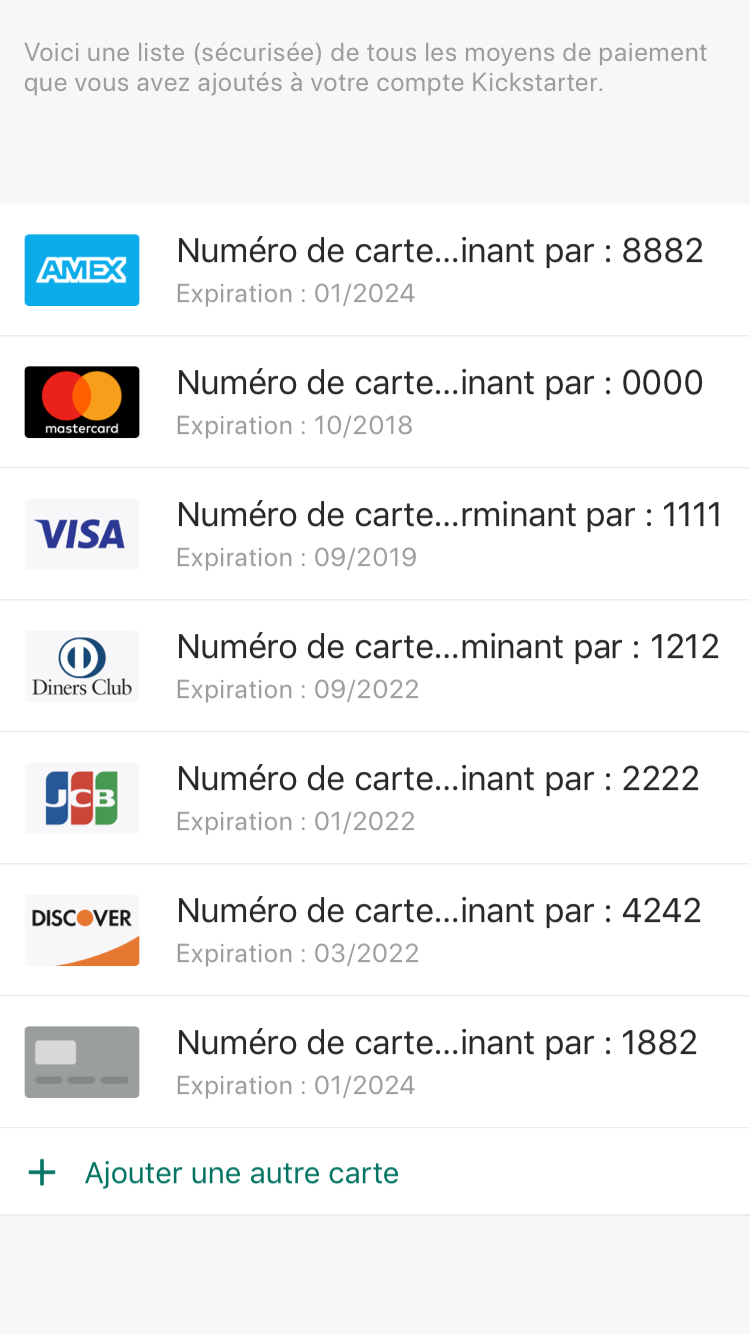 Voici une liste (sécurisée) de tous les moyens de paiement
que vous avez ajoutés à votre compte Kickstarter.
AMEX
Numéro de carte...inant par : 8882
Expiration : 01/2024
mastercard
Numéro de carte...inant par : 0000
Expiration : 10/2018
VISA
Numéro de carte...rminant par : 1111
Expiration : 09/2019
Diners Club
Numéro de carte...minant par : 1212
Expiration : 09/2022
JCB
Numéro de carte...inant par : 2222
Expiration : 01/2022
DISCOVER
Numéro de carte...inant par : 4242
Expiration : 03/2022
Numéro de carte...inant par : 1882
Expiration : 01/2024
+ Ajouter une autre carte